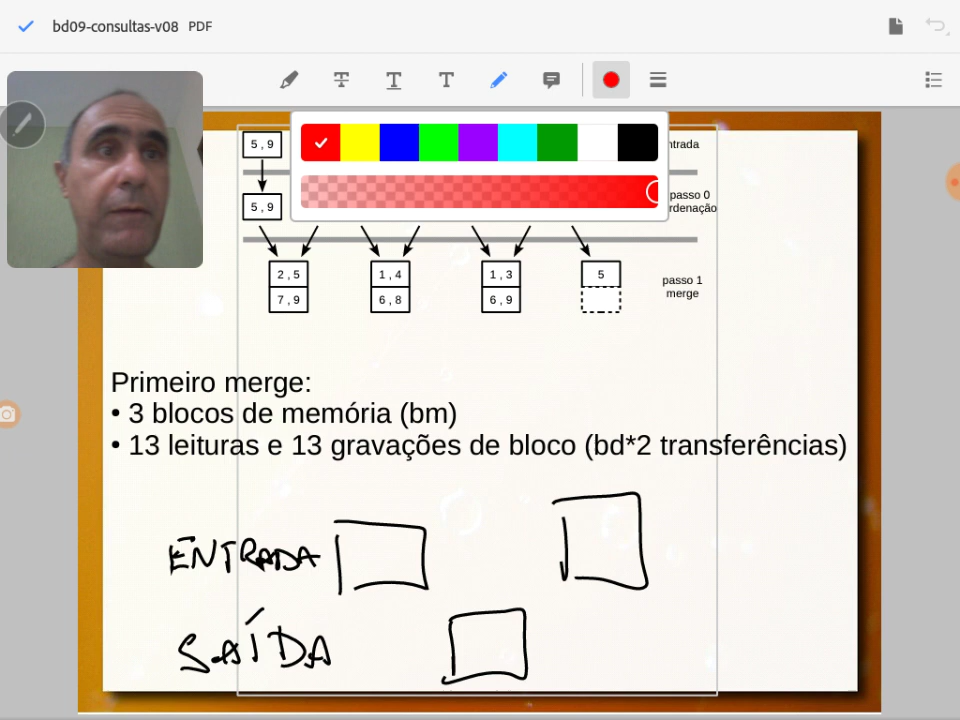 bd09-consultas-v08 PDF
5 , 9
ntrada
5 , 9
passo 0
rdenação
2 , 5
7 , 9
1 , 4
6 , 8
1 , 3
6 , 9
5
passo 1
merge
Primeiro merge:
• 3 blocos de memória (bm)
• 13 leituras e 13 gravações de bloco (bd*2 transferências)
ENTRADA
SAÍDA